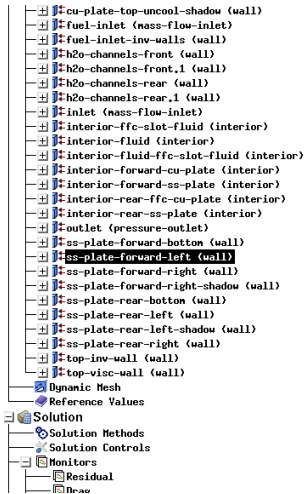 cu-plate-top-uncool-shadow (wall)
fuel-inlet (mass-flow-inlet)
fuel-inlet-inv-walls (wall)
h2o-channels-front (wall)
h2o-channels-front.1 (wall)
h2o-channels-rear (wall)
h2o-channels-rear.1 (wall)
inlet (mass-flow-inlet)
interior-ffc-slot-fluid (interior)
interior-fluid (interior)
interior-fluid-ffc-slot-fluid (interior)
interior-forward-cu-plate (interior)
interior-forward-ss-plate (interior)
interior-rear-ffc-cu-plate (interior)
interior-rear-ss-plate (interior)
outlet (pressure-outlet)
ss-plate-forward-bottom (wall)
ss-plate-forward-left (wall)
ss-plate-forward-right (wall)
ss-plate-forward-right-shadow (wall)
ss-plate-rear-bottom (wall)
ss-plate-rear-left (wall)
ss-plate-rear-left-shadow (wall)
ss-plate-rear-right (wall)
top-inv-wall (wall)
top-visc-wall (wall)
Dynamic Mesh
Reference Values
Solution
Solution Methods
Solution Controls
Monitors
Residual
Drag